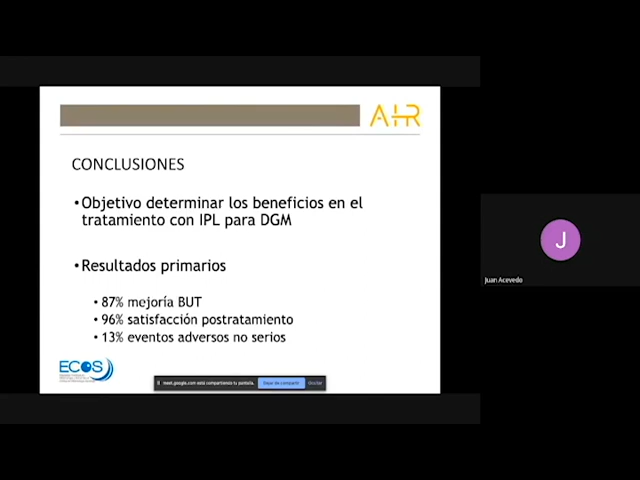 AHR
CONCLUSIONES
•Objetivo determinar los beneficios en el
tratamiento con IPL para DGM
•Resultados primarios
• 87% mejoría BUT
• 96% satisfacción postratamiento
• 13% eventos adversos no serios
ECOS
meet.google.com está compartiendo tu pantalla.
Dejar de compartir
Ocultar
J
Juan Acevedo